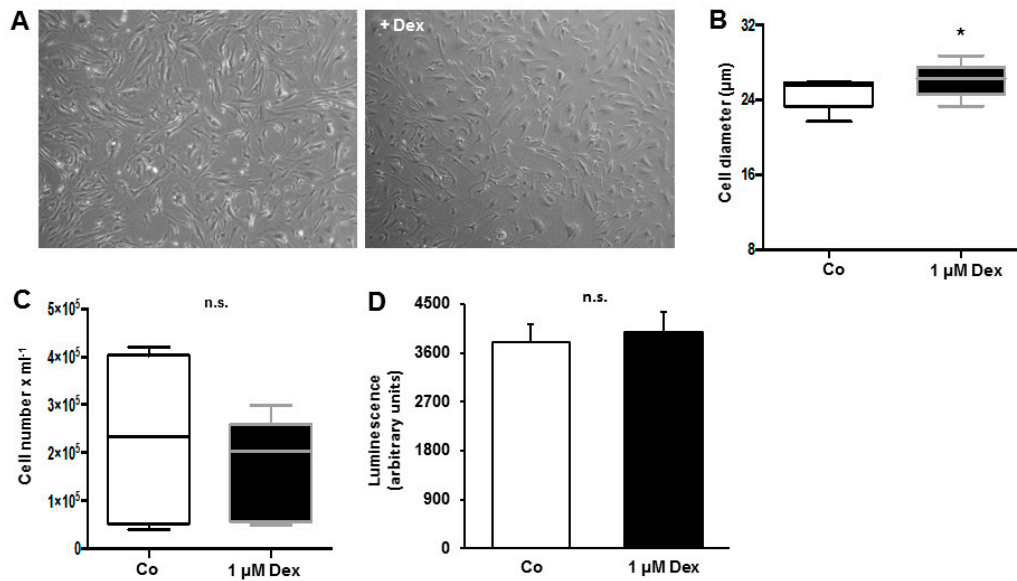 A
+ Dex
B
*
Cell diameter (µm)
32
24
16
8
Co
1 µM Dex
C
n.s.
Cell number x ml⁻¹
5×10⁵
4×10⁵
3×10⁵
2×10⁵
1×10⁵
0
Co
1 µM Dex
D
n.s.
Luminescence
(arbitrary units)
4500
3600
2700
1800
900
0
Co
1 µM Dex